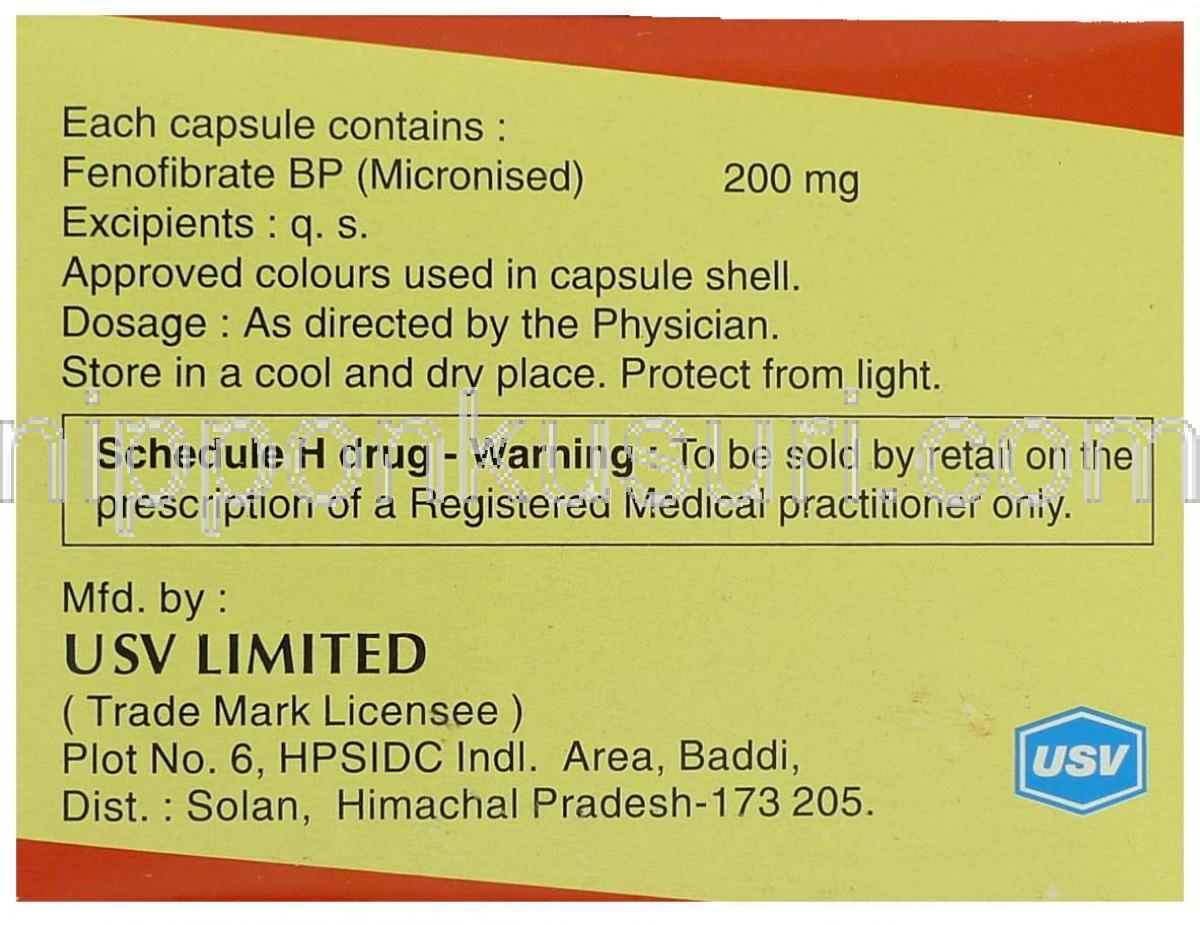 Each capsule contains :
Fenofibrate BP (Micronised) 200 mg
Excipients : q. s.
Approved colours used in capsule shell.
Dosage : As directed by the Physician.
Store in a cool and dry place. Protect from light.
nipponkusuri.com
Schedule H drug - Warning : To be sold by retail on the
prescription of a Registered Medical practitioner only.
Mfd. by :
USV LIMITED
( Trade Mark Licensee )
Plot No. 6, HPSIDC Indl. Area, Baddi,
Dist. : Solan, Himachal Pradesh-173 205.
USV